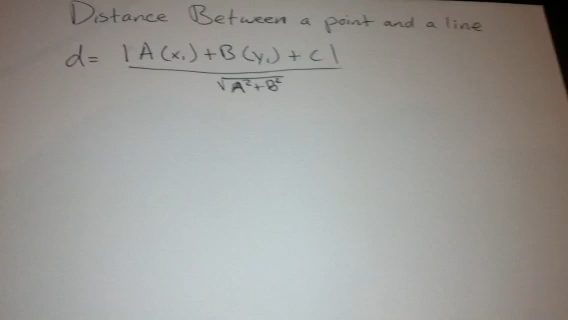 Distance Between a point and a line
d = |A(x₁)+B(y₁)+C|
√A²+B²